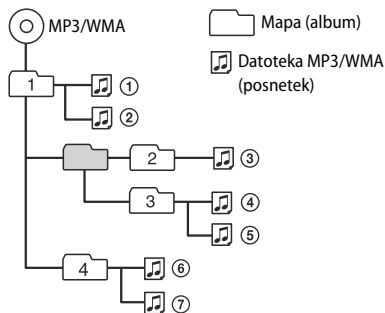 MP3/WMA
Mapa (album)
Datoteka MP3/WMA
(posnetek)
1
①
②
2
③
3
④
⑤
4
⑥
⑦